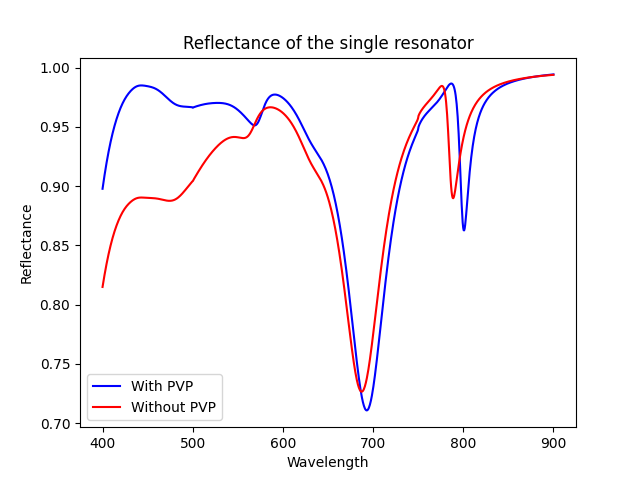 Reflectance of the single resonator
1.00
0.95
0.90
0.85
0.80
0.75
0.70
Reflectance
With PVP
Without PVP
400 500 600 700 800 900
Wavelength